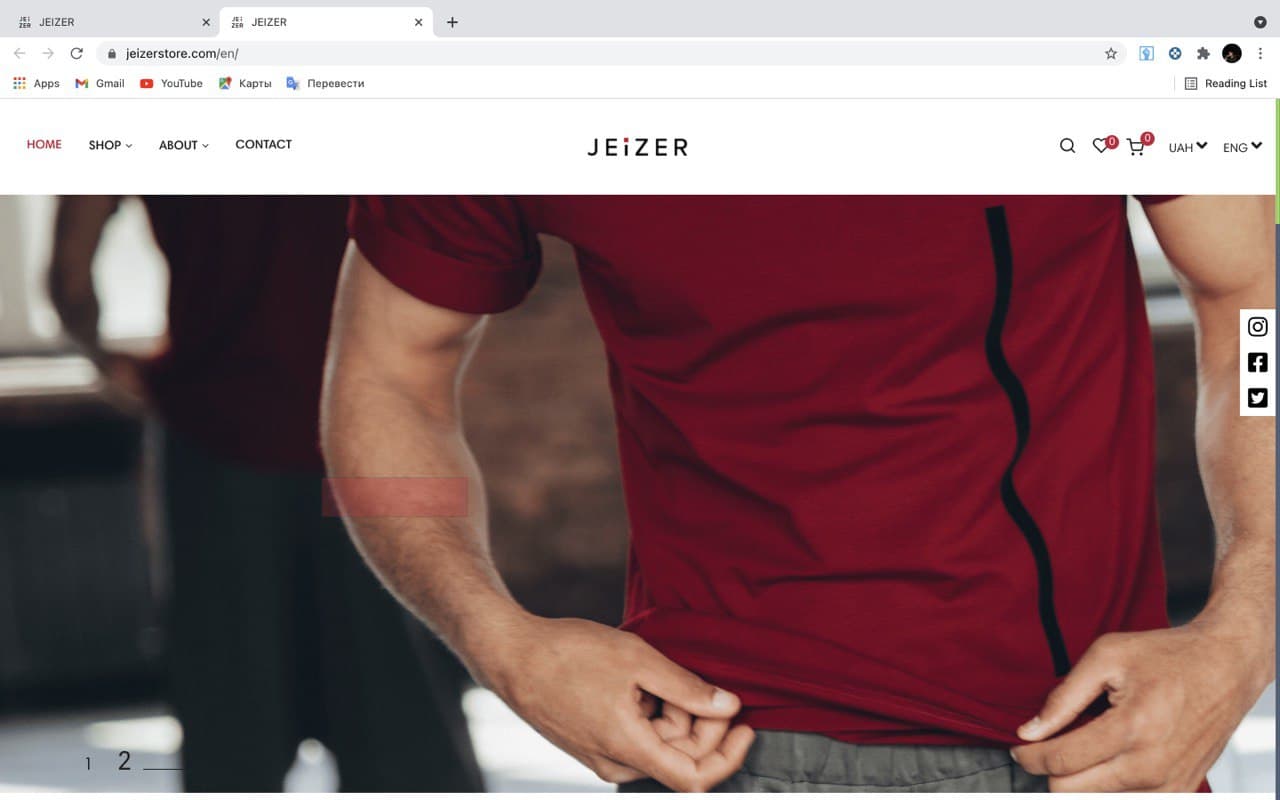 JEIZER
JEIZER
jeizerstore.com/en/
Apps Gmail YouTube Карты Перевести Reading List
HOME SHOP ABOUT CONTACT JEiZER 0 0 UAH ENG
1 2